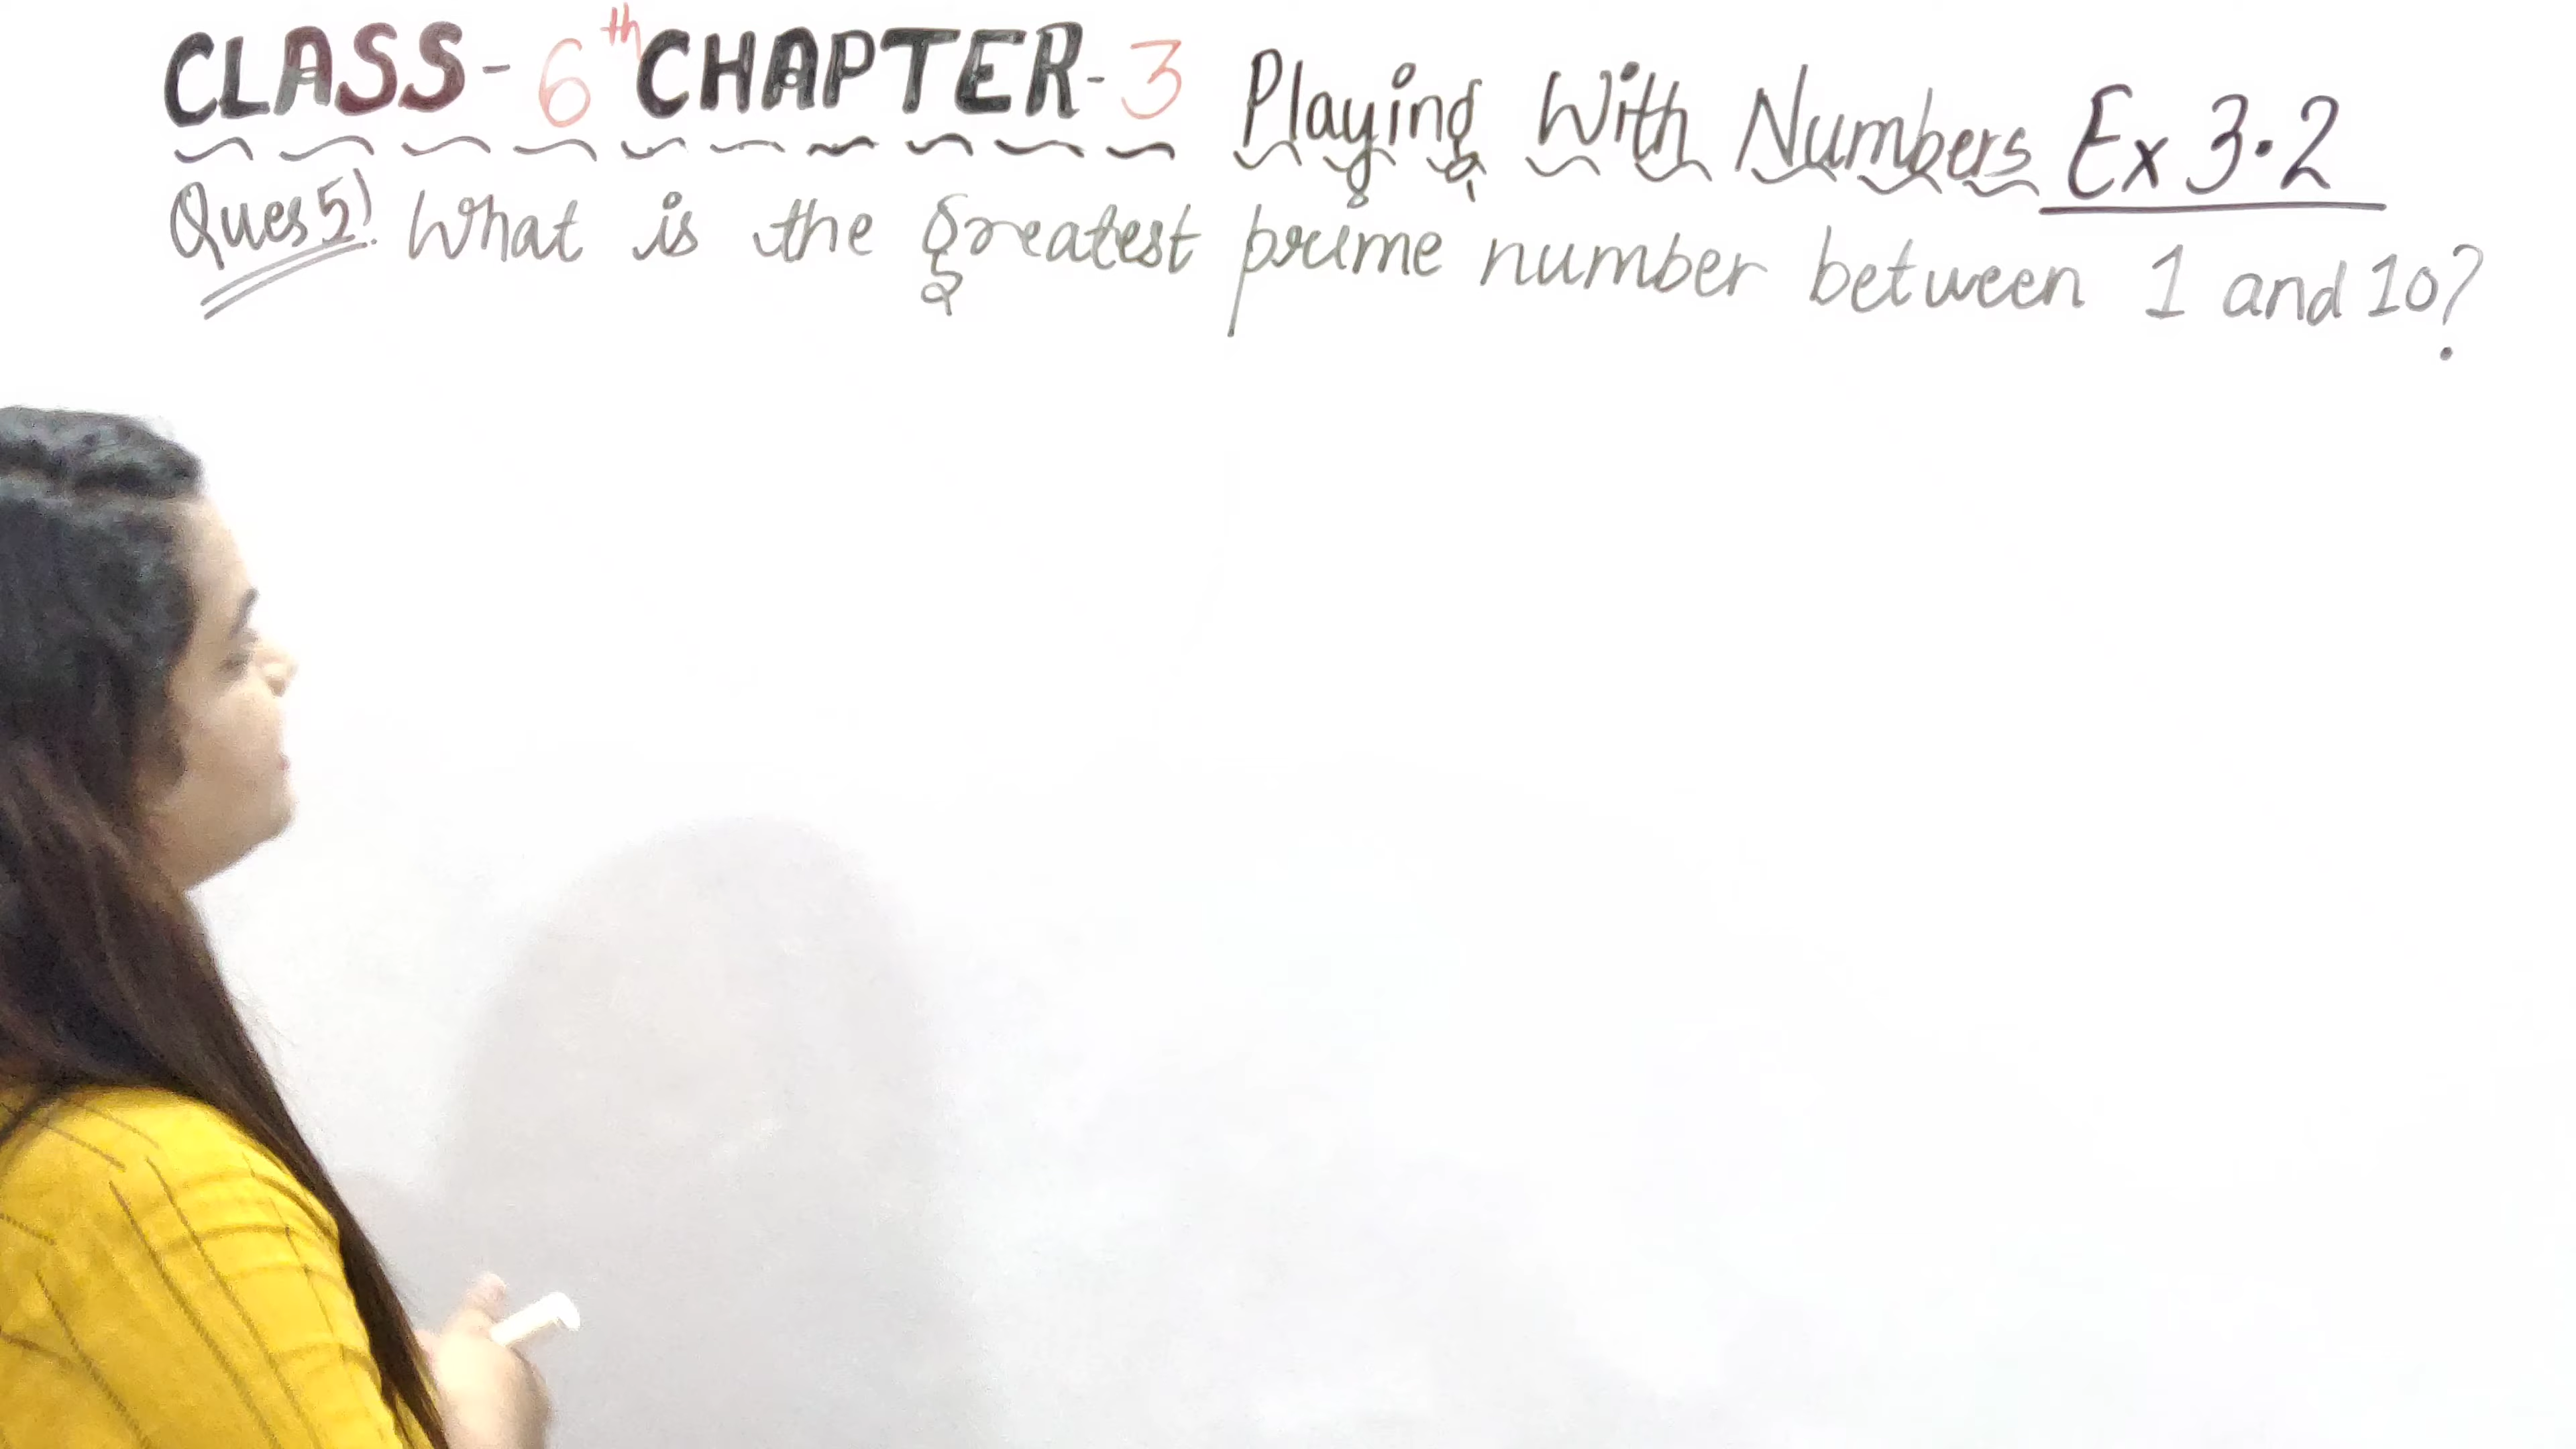 CLASS- 6th CHAPTER- 3 Playing With Numbers Ex 3.2
Ques 5) What is the greatest prime number between 1 and 10?